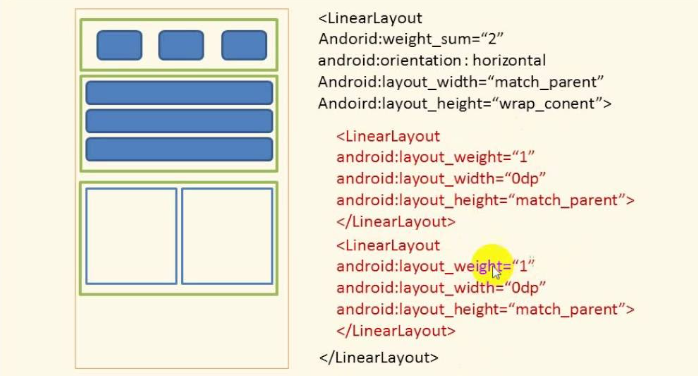 <LinearLayout
Andorid:weight_sum=“2”
android:orientation : horizontal
Android:layout_width=“match_parent”
Andoird:layout_height=“wrap_conent”>
<LinearLayout
android:layout_weight=“1”
android:layout_width=“0dp”
android:layout_height=“match_parent”>
</LinearLayout>
<LinearLayout
android:layout_weight=“1”
android:layout_width=“0dp”
android:layout_height=“match_parent”>
</LinearLayout>
</LinearLayout>